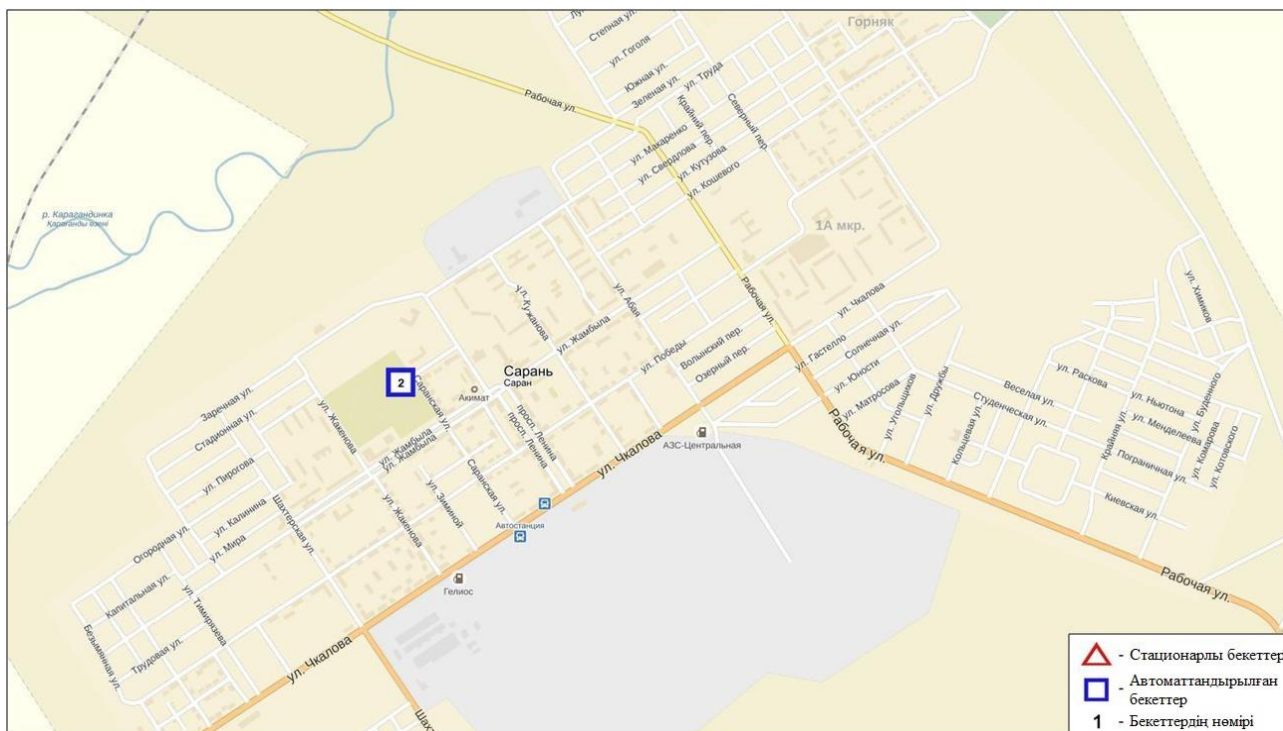 Горняк
Лу
Степная ул.
ул. Гоголя
Южная ул.
Зеленая ул.
ул. Труда
Рабочая ул.
Крайний пер.
Северный пер.
ул. Макаренко
ул. Свердлова
ул. Кутузова
ул. Кошевого
р. Карагандинка
Қарағанды өзені
1А мкр.
ул. Химиков
Рабочая ул.
ул. Чкалова
ул. Кужанова
ул. Абая
ул. Жамбыла
ул. Победы
Волынский пер.
Озерный пер.
ул. Гастелло
Солнечная ул.
ул. Юности
ул. Матросова
ул. Угольщиков
ул. Дружбы
Сарань
Саран
2
Акимат
Саранская ул.
Заречная ул.
Стадионная ул.
ул. Жакенова
ул. Раскова
Веселая ул.
Студенческая ул.
Кольцевая ул.
ул. Ньютона
ул. Буденного
ул. Менделеева
Крайняя ул.
ул. Комарова
ул. Котовского
Пограничная ул.
Киевская ул.
просп. Ленина
просп. Ленина
ул. Жамбыла
ул. Жамбыла
ул. Чкалова
АЗС-Центральная
Рабочая ул.
ул. Пирогова
ул. Калинина
ул. Мира
Огородная ул.
Шахтерская ул.
ул. Жакенова
ул. Зиминой
Саранская ул.
Автостанция
Гелиос
Капитальная ул.
ул. Тимирязева
Безымянная ул.
Трудовая ул.
ул. Чкалова
Шах
Рабочая ул.
- Стационарлы бекеттер
- Автоматтандырылған
бекеттер
1 - Бекеттердің нөмірі